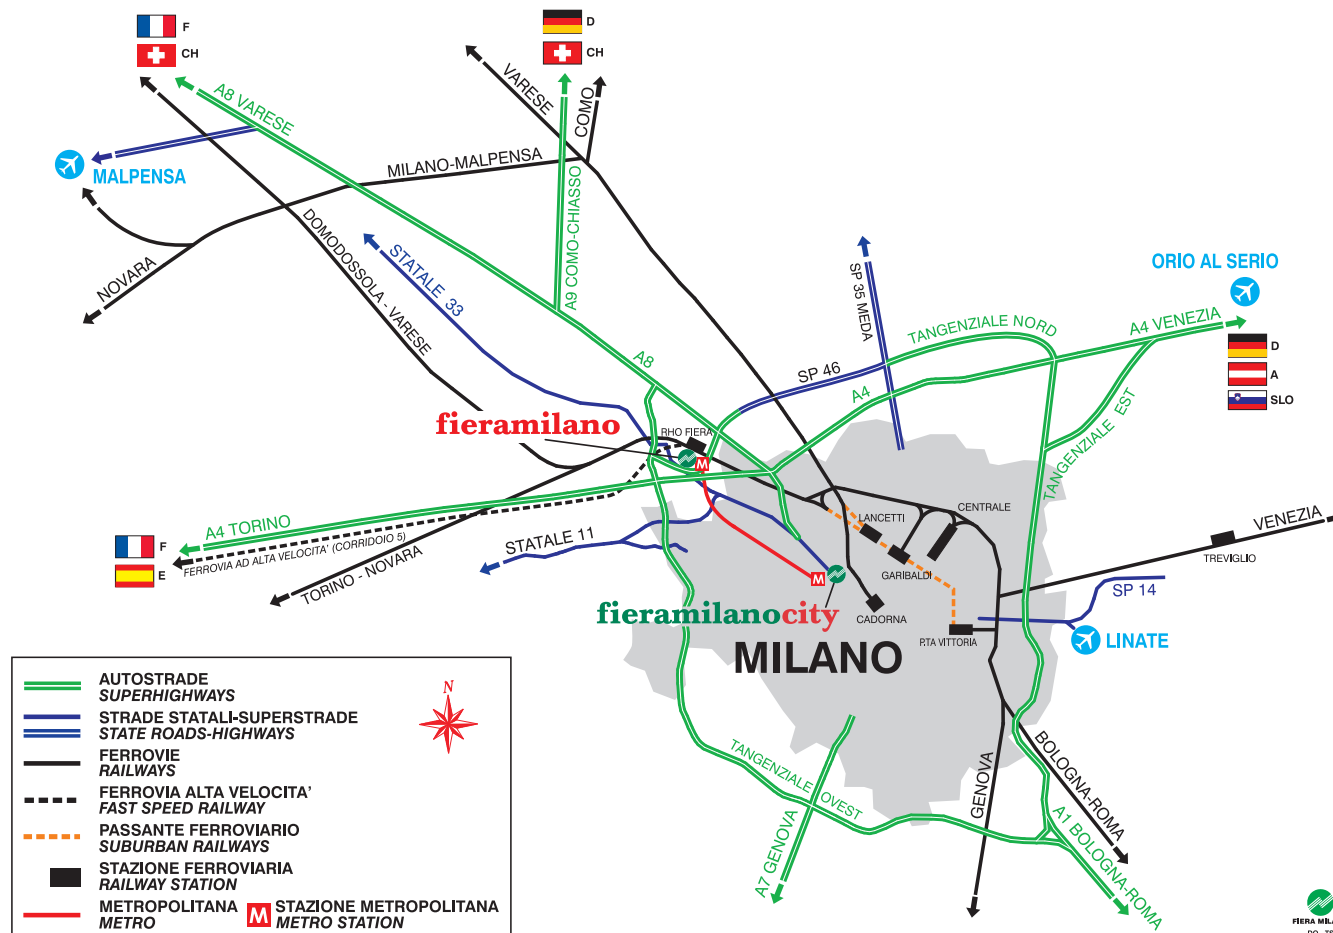 F
CH
D
CH
A8 VARESE
VARESE
COMO
MILANO-MALPENSA
MALPENSA
A9 COMO-CHIASSO
DOMODOSSOLA - VARESE
STATALE 33
NOVARA
SP 35 MEDA
ORIO AL SERIO
TANGENZIALE NORD
A4 VENEZIA
D
A
SLO
A8
SP 46
A4
TANGENZIALE EST
fieramilano
RHO FIERA
M
A4 TORINO
FERROVIA AD ALTA VELOCITA' (CORRIDOIO 5)
F
E
TORINO - NOVARA
STATALE 11
LANCETTI
CENTRALE
GARIBALDI
VENEZIA
TREVIGLIO
SP 14
M
fieramilanocity
CADORNA
P.TA VITTORIA
LINATE
MILANO
TANGENZIALE OVEST
A7 GENOVA
GENOVA
BOLOGNA-ROMA
A1 BOLOGNA-ROMA
N
AUTOSTRADE
SUPERHIGHWAYS
STRADE STATALI-SUPERSTRADE
STATE ROADS-HIGHWAYS
FERROVIE
RAILWAYS
FERROVIA ALTA VELOCITA'
FAST SPEED RAILWAY
PASSANTE FERROVIARIO
SUBURBAN RAILWAYS
STAZIONE FERROVIARIA
RAILWAY STATION
METROPOLITANA
METRO
M STAZIONE METROPOLITANA
METRO STATION
FIERA